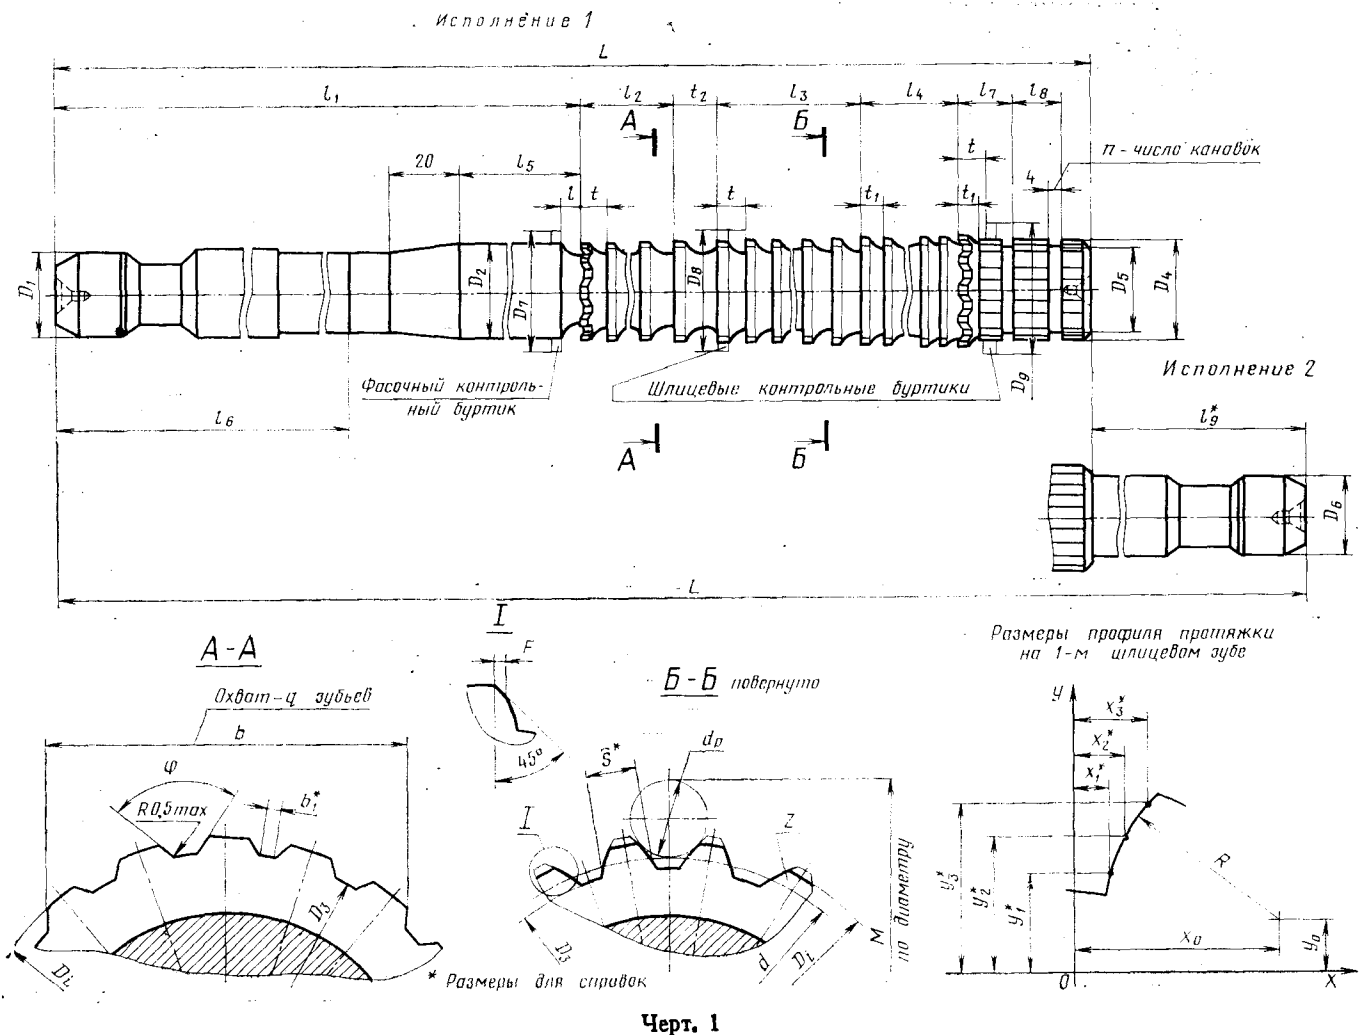 Исполнение 1
L
l₁
l₂
t₂
l₃
l₄
l₇
l₈
А
Б
n - число канавок
20
l₅
l
t
t
t₁
t
t₁
4
D₁
D₂
D₇
D₈
D₉
D₅
D₄
Фасочный контроль-
ный буртик
Шлицевые контрольные буртики
Исполнение 2
l₆
l₉*
А
Б
D₆
L
А-А
Охват-q зубьев
b
φ
R0,5max
b₁*
D₃
Di
I
F
45°
Б-Б повернуто
dp
S*
I
Z
М по диаметру
D₃
d
Di
* Размеры для справок
Размеры профиля протяжки
на 1-м шлицевом зубе
y
x₃*
x₂*
x₁*
y₃*
y₂*
y₁*
R
x₀
y₀
0
x
Черт. 1